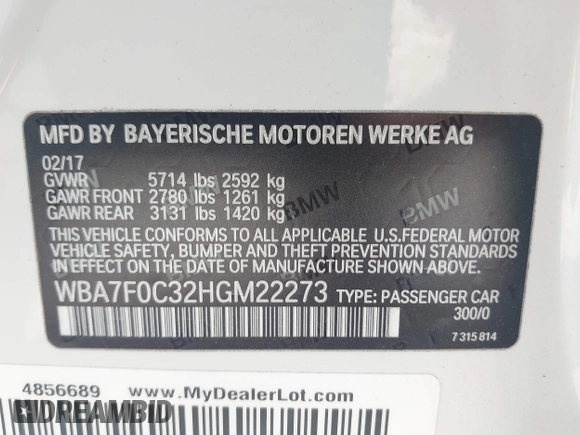 MFD BY BAYERISCHE MOTOREN WERKE AG
02/17
GVWR 5714 lbs 2592 kg
GAWR FRONT 2780 lbs 1261 kg
GAWR REAR 3131 lbs 1420 kg
THIS VEHICLE CONFORMS TO ALL APPLICABLE U.S.FEDERAL MOTOR
VEHICLE SAFETY, BUMPER AND THEFT PREVENTION STANDARDS
IN EFFECT ON THE DATE OF MANUFACTURE SHOWN ABOVE.
WBA7F0C32HGM22273 TYPE: PASSENGER CAR
300/0
7 315 814
BMW
BMW
BMW
4856689 www.MyDealerLot.com
DREAMBID